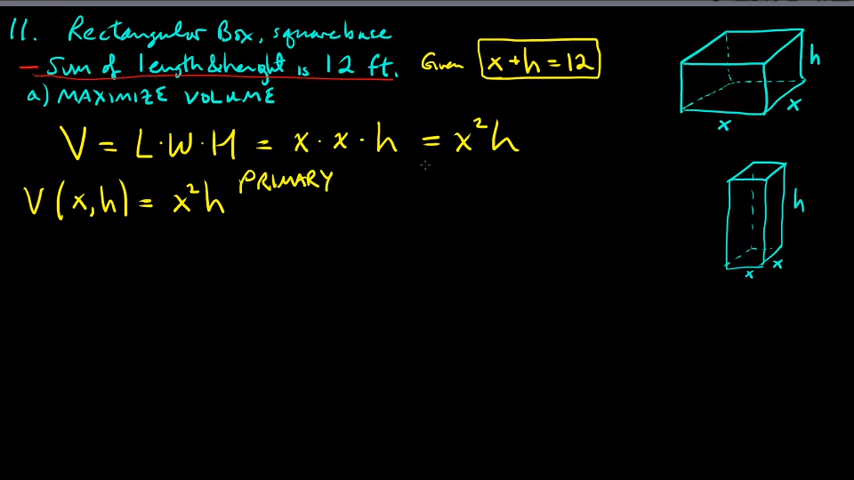 11. Rectangular Box, square base
— Sum of length & height is 12 ft. Given x + h = 12
a) MAXIMIZE VOLUME
V = L·W·H = x · x · h = x²h
V(x,h) = x²h PRIMARY
h
x
x
h
x
x